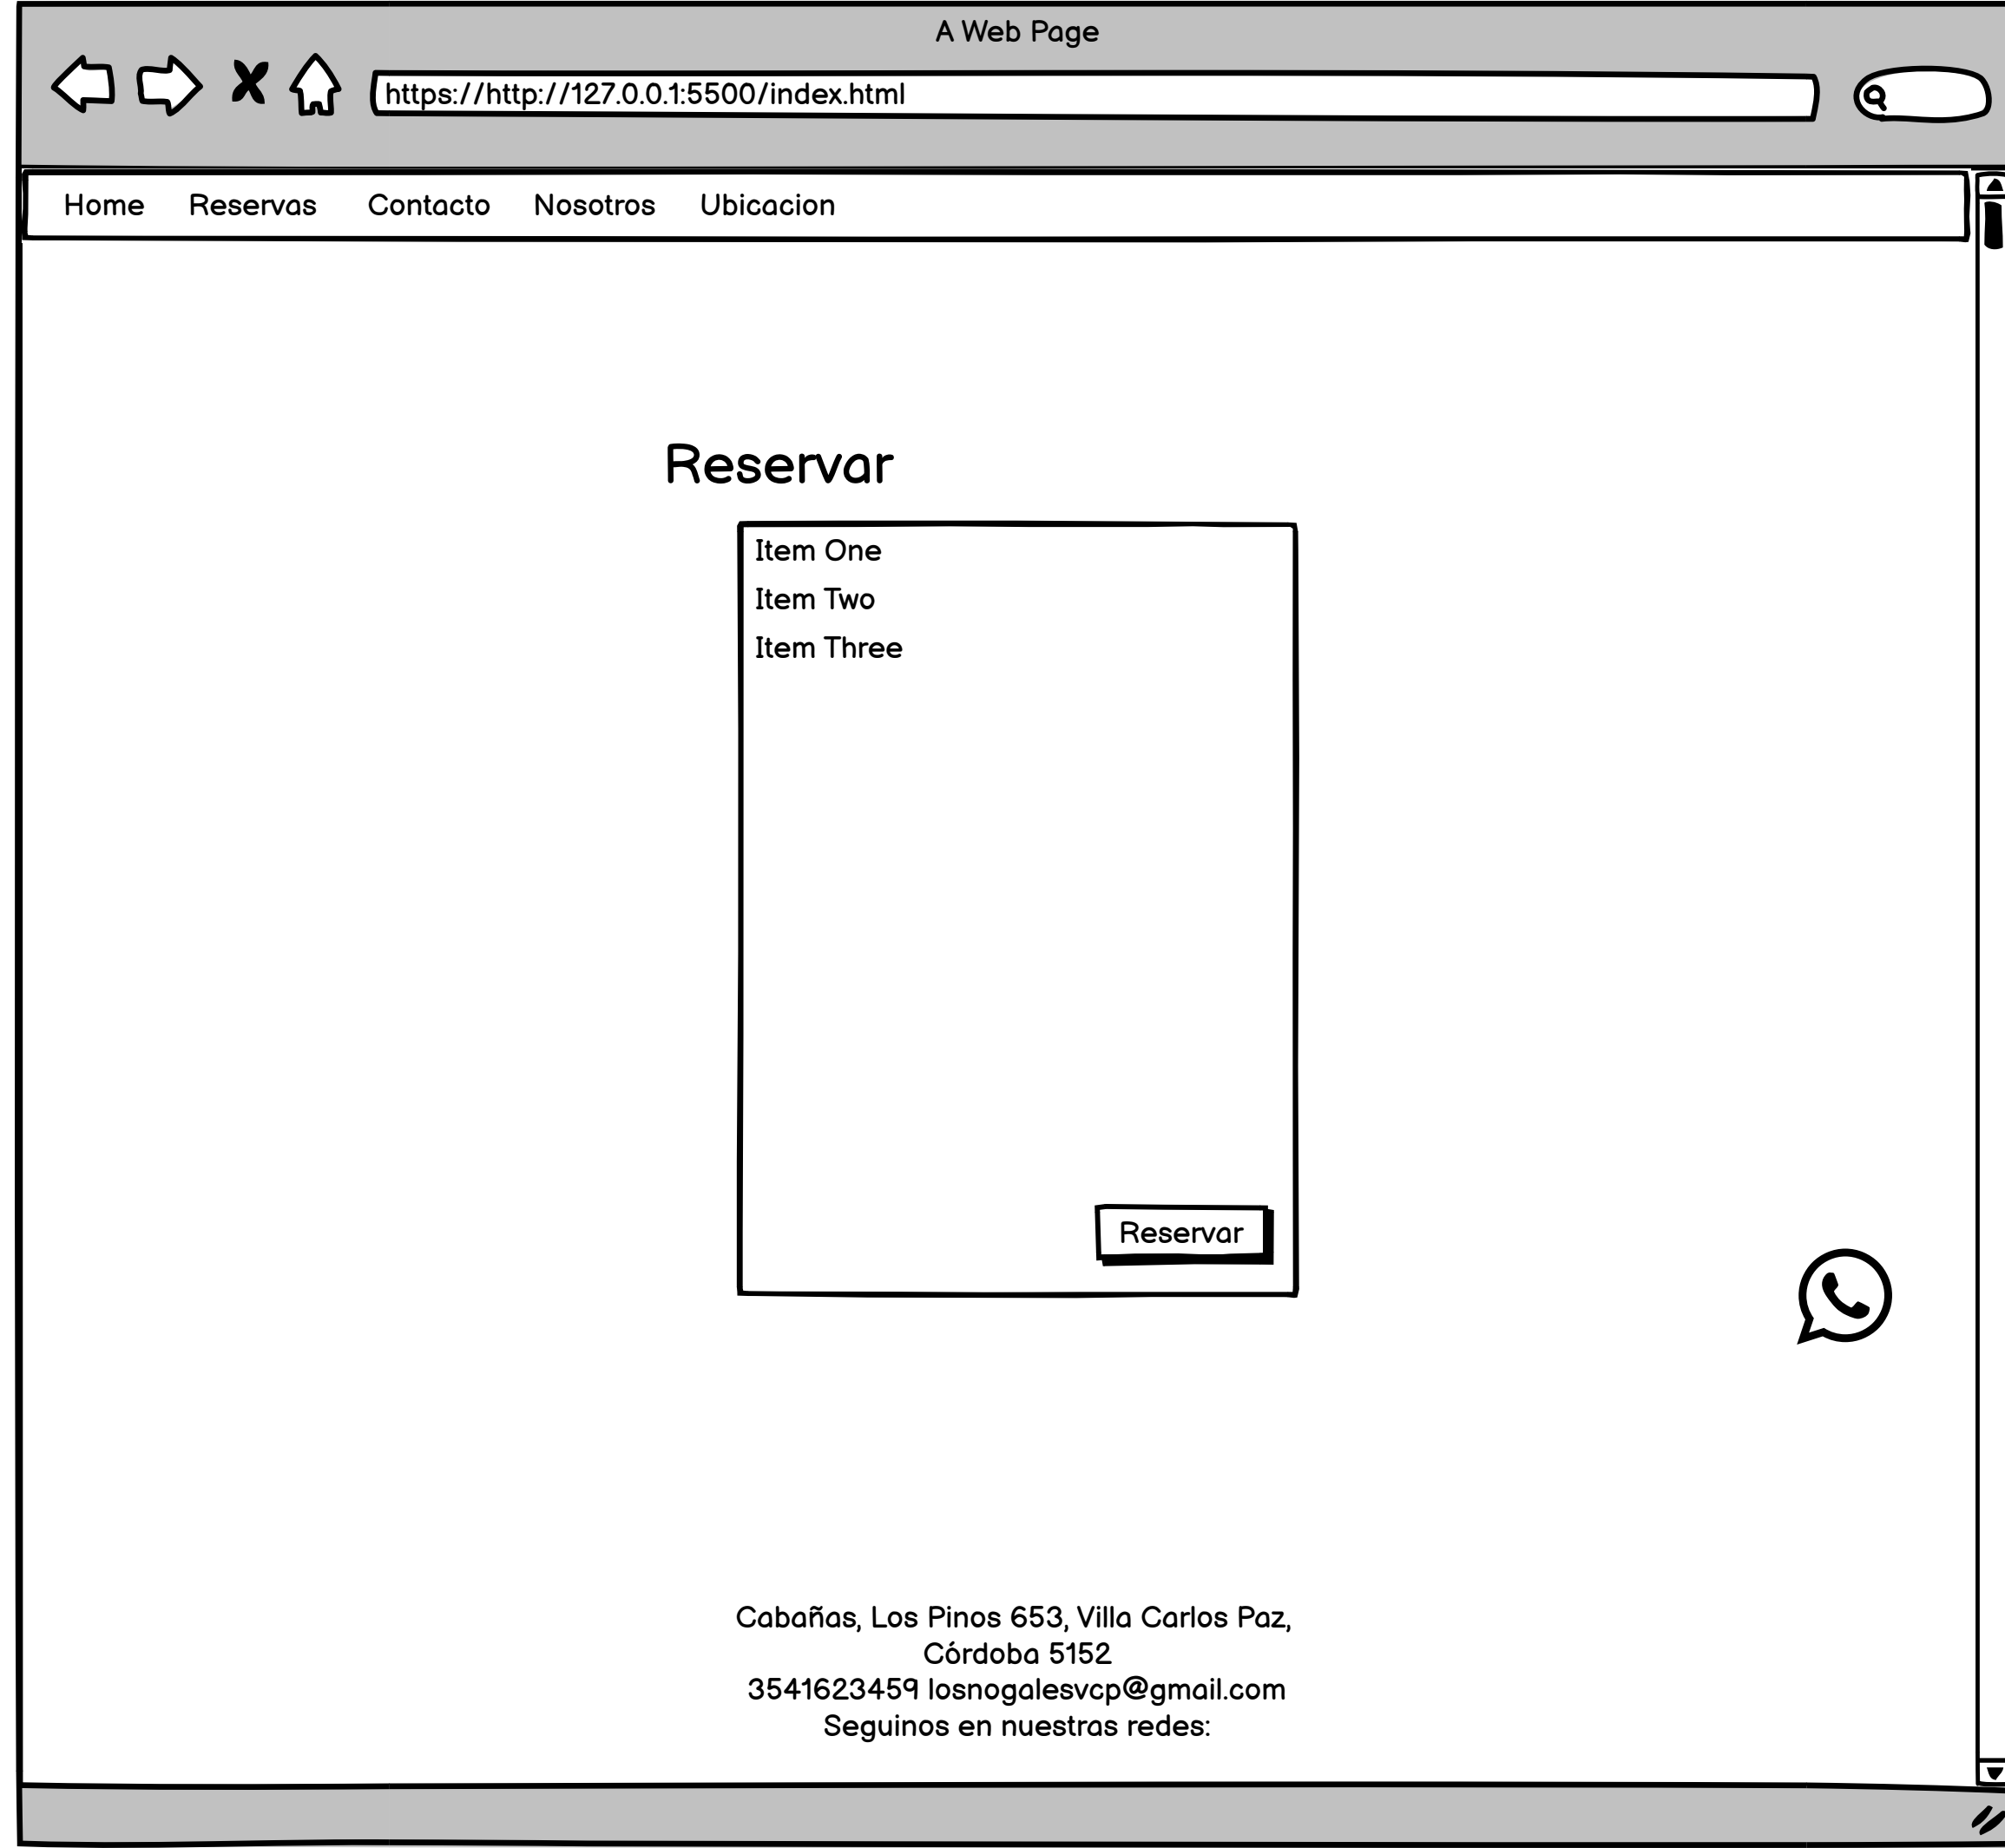 A Web Page
https://http://127.0.0.1:5500/index.html
Home Reservas Contacto Nosotros Ubicacion
Reservar
Item One
Item Two
Item Three
Reservar
Cabañas, Los Pinos 653, Villa Carlos Paz,
Córdoba 5152
3541623459 losnogalesvcp@gmail.com
Seguinos en nuestras redes: